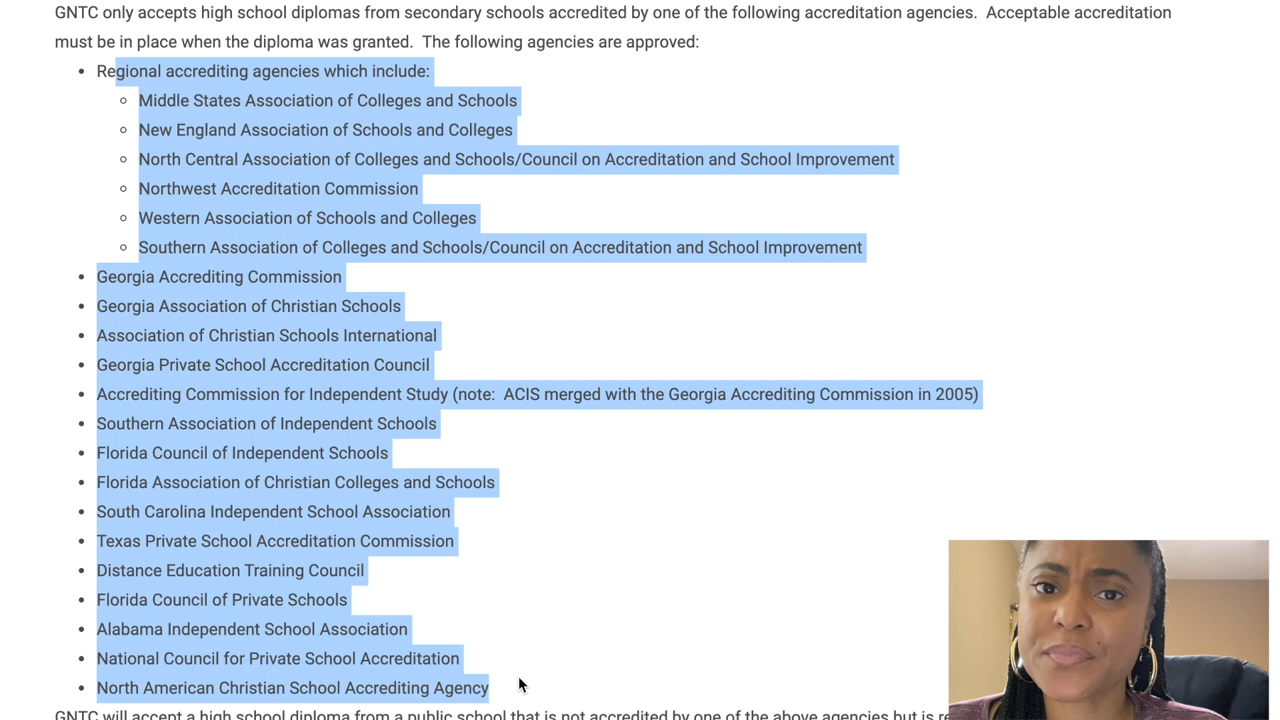 GNTC only accepts high school diplomas from secondary schools accredited by one of the following accreditation agencies.  Acceptable accreditation
must be in place when the diploma was granted.  The following agencies are approved:
Regional accrediting agencies which include:
Middle States Association of Colleges and Schools
New England Association of Schools and Colleges
North Central Association of Colleges and Schools/Council on Accreditation and School Improvement
Northwest Accreditation Commission
Western Association of Schools and Colleges
Southern Association of Colleges and Schools/Council on Accreditation and School Improvement
Georgia Accrediting Commission
Georgia Association of Christian Schools
Association of Christian Schools International
Georgia Private School Accreditation Council
Accrediting Commission for Independent Study (note:  ACIS merged with the Georgia Accrediting Commission in 2005)
Southern Association of Independent Schools
Florida Council of Independent Schools
Florida Association of Christian Colleges and Schools
South Carolina Independent School Association
Texas Private School Accreditation Commission
Distance Education Training Council
Florida Council of Private Schools
Alabama Independent School Association
National Council for Private School Accreditation
North American Christian School Accrediting Agency
GNTC will accept a high school diploma from a public school that is not accredited by one of the above agencies but is